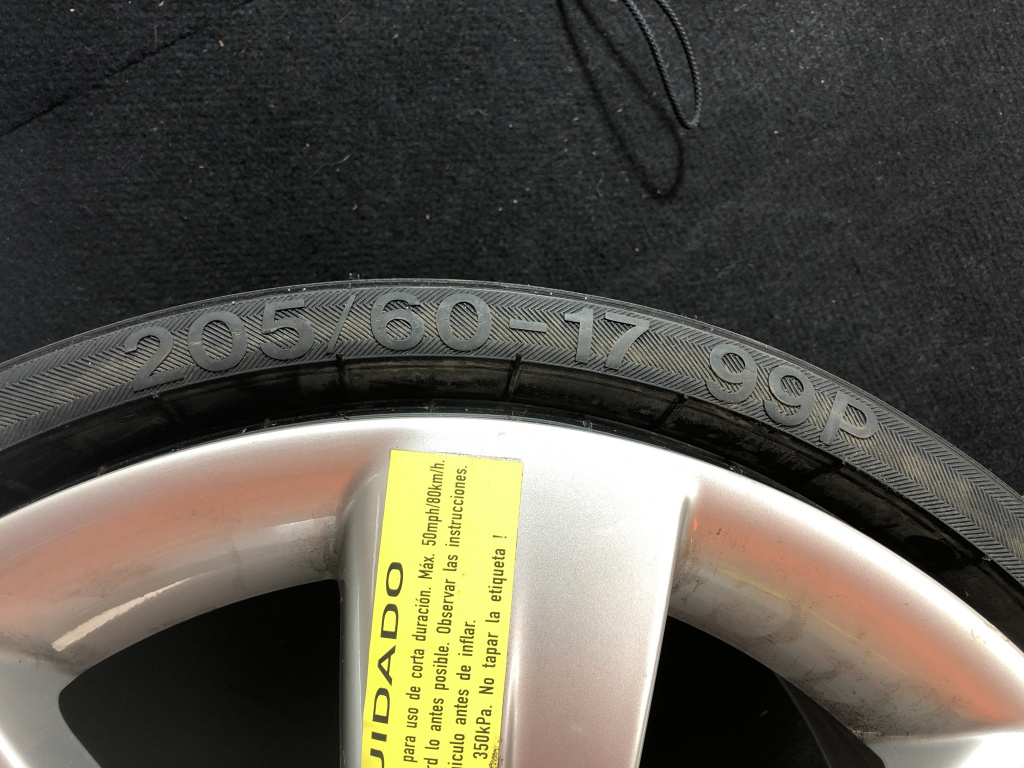 205/60-17 99P
UIDADO
para uso de corta duración. Máx. 50mph/80km/h.
rd lo antes posible. Observar las instrucciones.
ículo antes de inflar.
350kPa. No tapar la etiqueta !